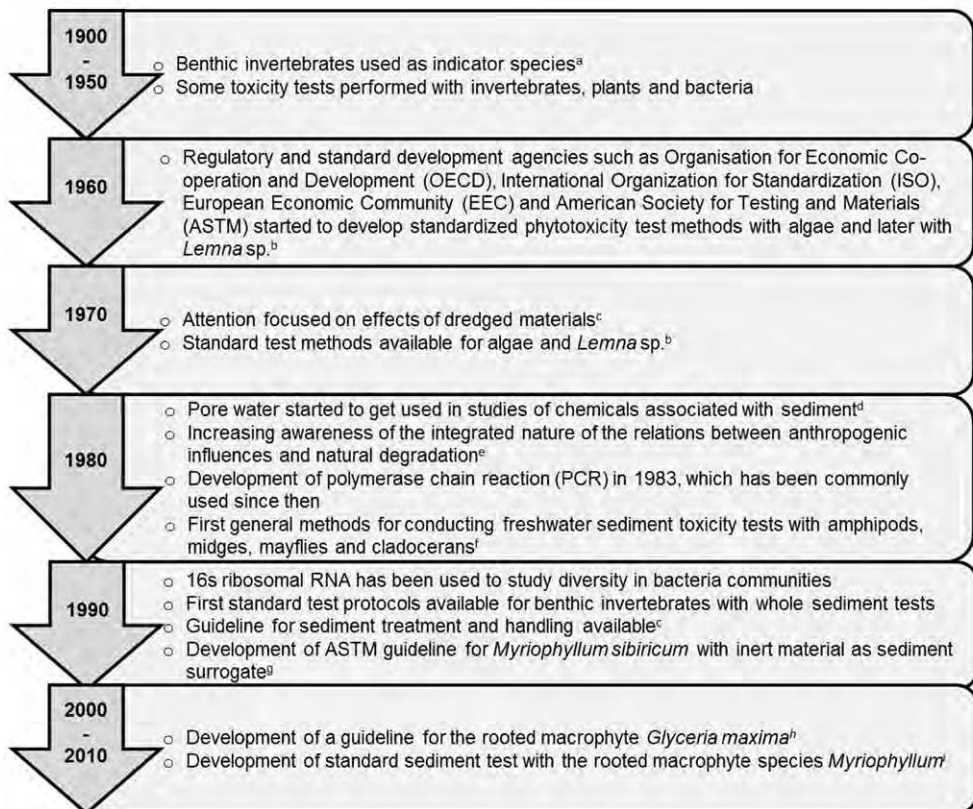 1900
-
1950
○ Benthic invertebrates used as indicator speciesᵃ
○ Some toxicity tests performed with invertebrates, plants and bacteria
1960
○ Regulatory and standard development agencies such as Organisation for Economic Co-
operation and Development (OECD), International Organization for Standardization (ISO),
European Economic Community (EEC) and American Society for Testing and Materials
(ASTM) started to develop standardized phytotoxicity test methods with algae and later with
Lemna sp.ᵇ
1970
○ Attention focused on effects of dredged materialsᶜ
○ Standard test methods available for algae and Lemna sp.ᵇ
1980
○ Pore water started to get used in studies of chemicals associated with sedimentᵈ
○ Increasing awareness of the integrated nature of the relations between anthropogenic
influences and natural degradationᵉ
○ Development of polymerase chain reaction (PCR) in 1983, which has been commonly
used since then
○ First general methods for conducting freshwater sediment toxicity tests with amphipods,
midges, mayflies and cladoceransᶠ
1990
○ 16s ribosomal RNA has been used to study diversity in bacteria communities
○ First standard test protocols available for benthic invertebrates with whole sediment tests
○ Guideline for sediment treatment and handling availableᶜ
○ Development of ASTM guideline for Myriophyllum sibiricum with inert material as sediment
surrogateᵍ
2000
-
2010
○ Development of a guideline for the rooted macrophyte Glyceria maximaʰ
○ Development of standard sediment test with the rooted macrophyte species Myriophyllumⁱ